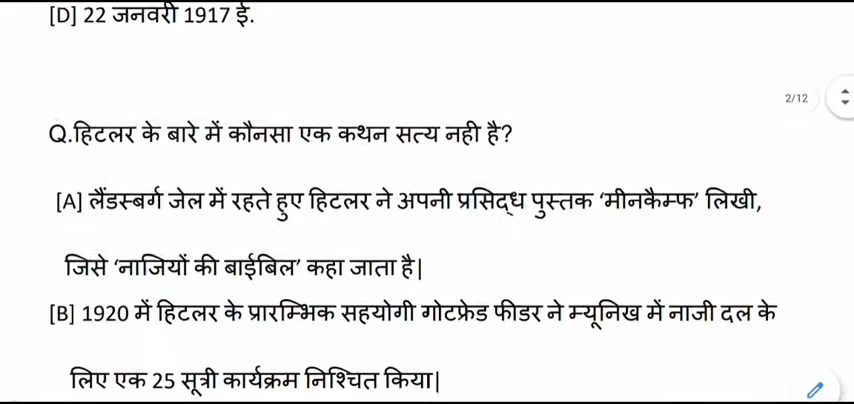 [D] 22 जनवरी 1917 ई.
2/12
Q.हिटलर के बारे में कौनसा एक कथन सत्य नही है?
[A] लैंडस्बर्ग जेल में रहते हुए हिटलर ने अपनी प्रसिद्ध पुस्तक ‘मीनकैम्फ’ लिखी,
जिसे ‘नाजियों की बाईबिल’ कहा जाता है|
[B] 1920 में हिटलर के प्रारम्भिक सहयोगी गोटफ्रेड फीडर ने म्यूनिख में नाजी दल के
लिए एक 25 सूत्री कार्यक्रम निश्चित किया|